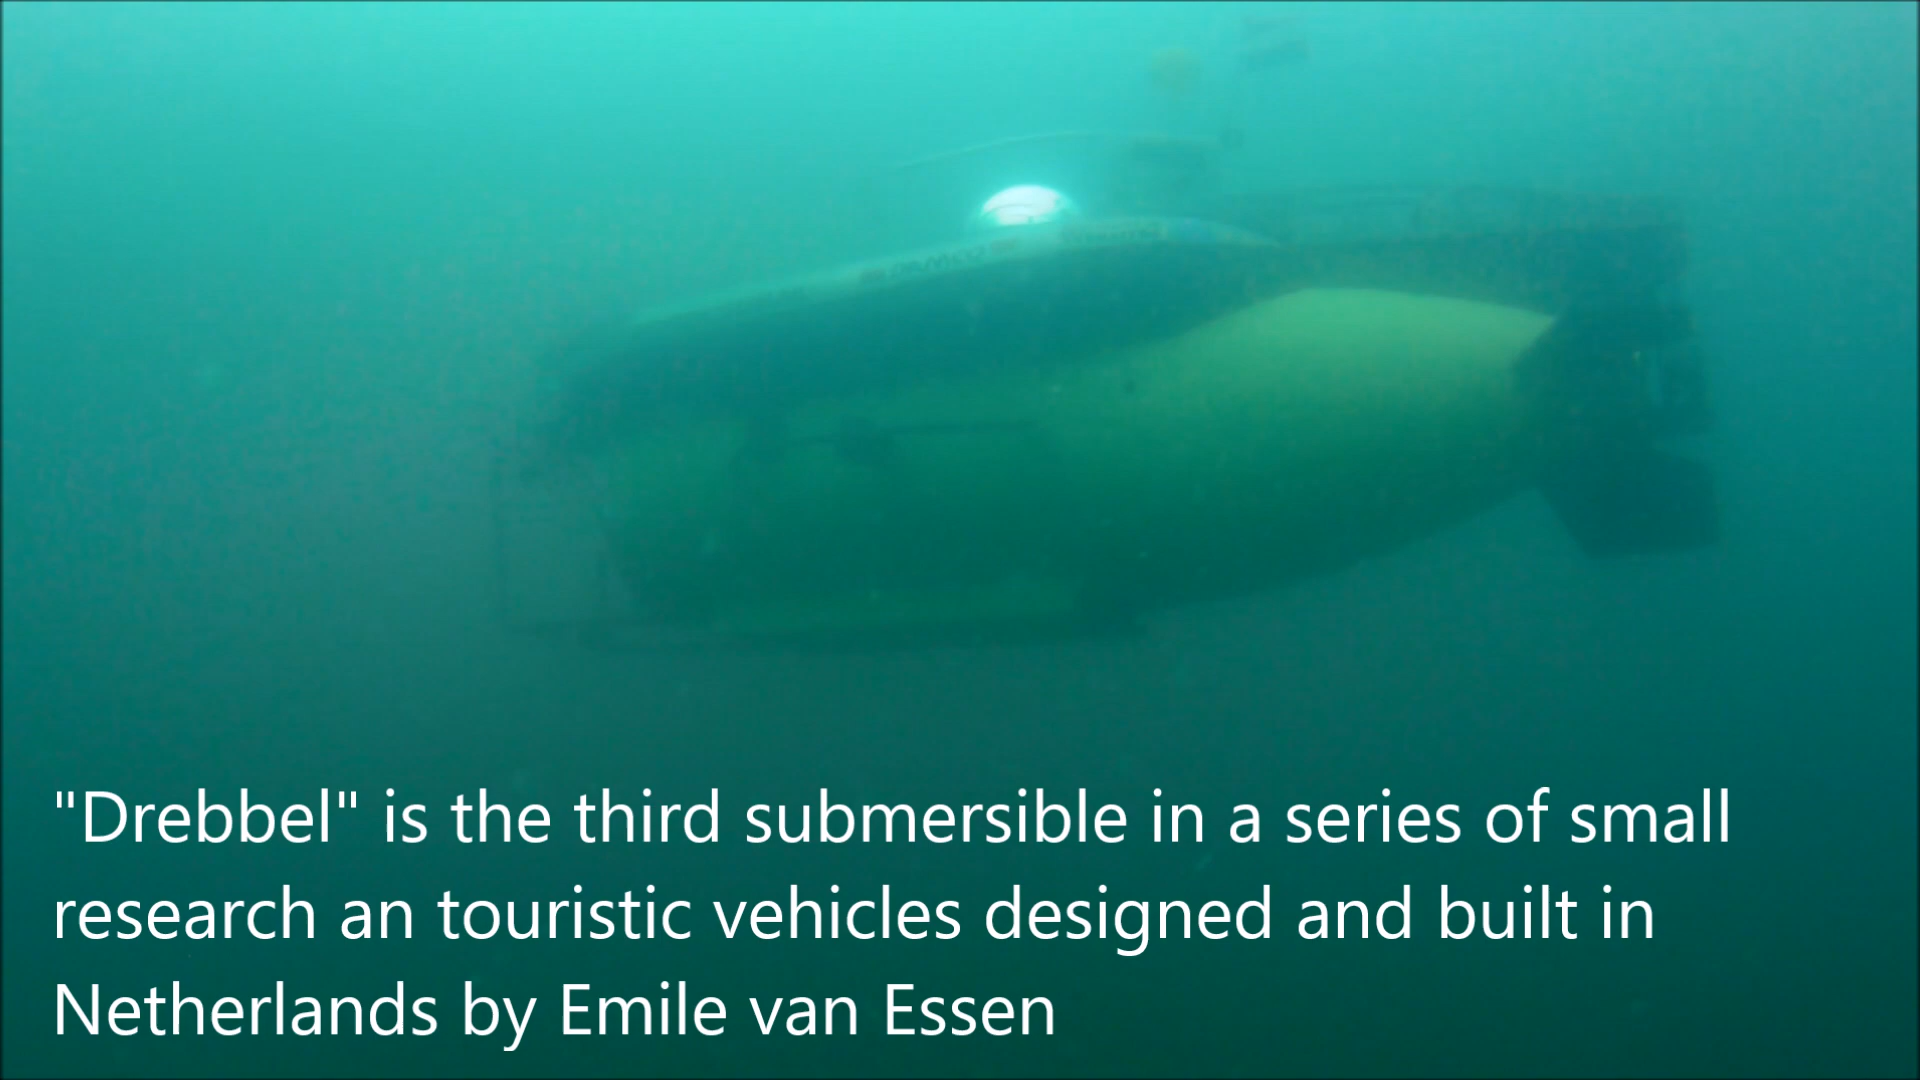 "Drebbel" is the third submersible in a series of small
research an touristic vehicles designed and built in
Netherlands by Emile van Essen